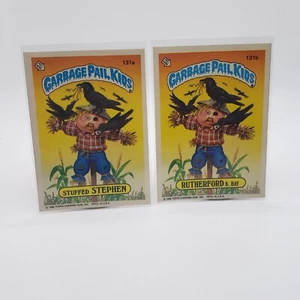 131a
GARBAGE PAIL KIDS
STUFFED STEPHEN
131b
GARBAGE PAIL KIDS
RUTHERFORD B. HAY